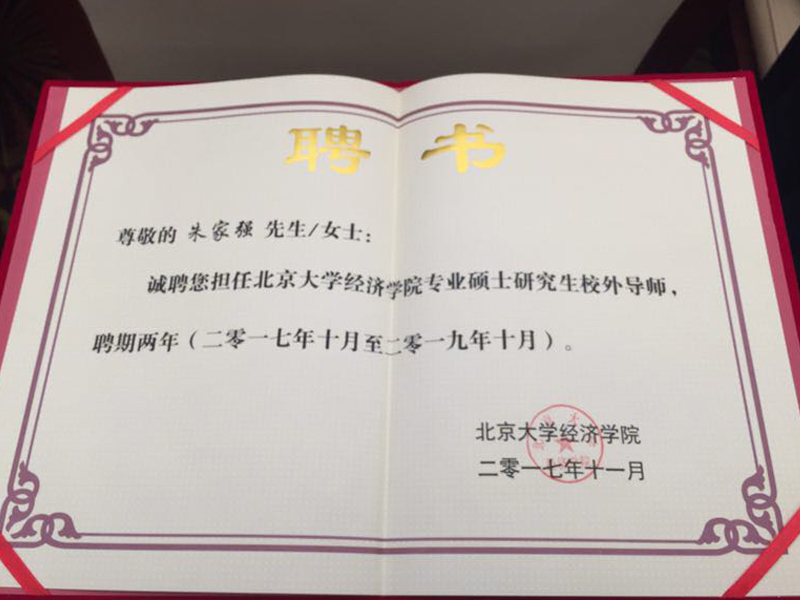 聘书
尊敬的 朱家强 先生/女士：
诚聘您担任北京大学经济学院专业硕士研究生校外导师，
聘期两年（二零一七年十月至二零一九年十月）。
北京大学经济学院
二零一七年十一月